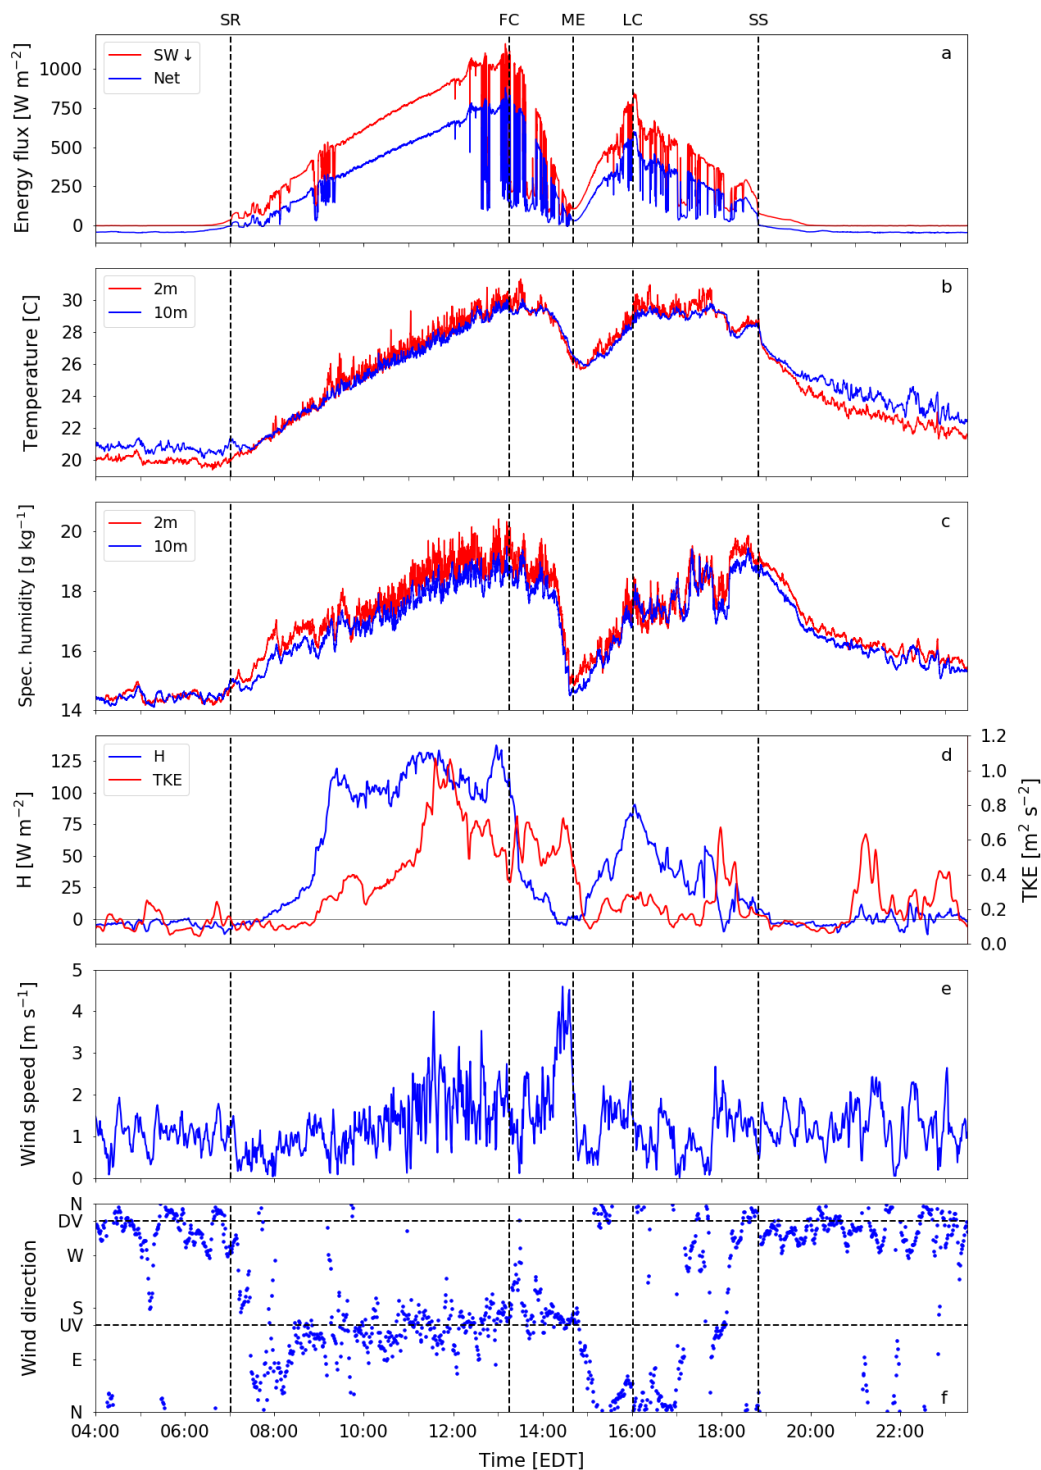 SR FC ME LC SS
a
SW ↓
Net
Energy flux [W m⁻²]
1000
750
500
250
0
b
2m
10m
Temperature [C]
30
28
26
24
22
20
c
2m
10m
Spec. humidity [g kg⁻¹]
20
18
16
14
d
H
TKE
H [W m⁻²]
125
100
75
50
25
0
TKE [m² s⁻²]
1.2
1.0
0.8
0.6
0.4
0.2
0.0
e
Wind speed [m s⁻¹]
5
4
3
2
1
0
f
Wind direction
N
DV
W
S
UV
E
N
04:00 06:00 08:00 10:00 12:00 14:00 16:00 18:00 20:00 22:00
Time [EDT]